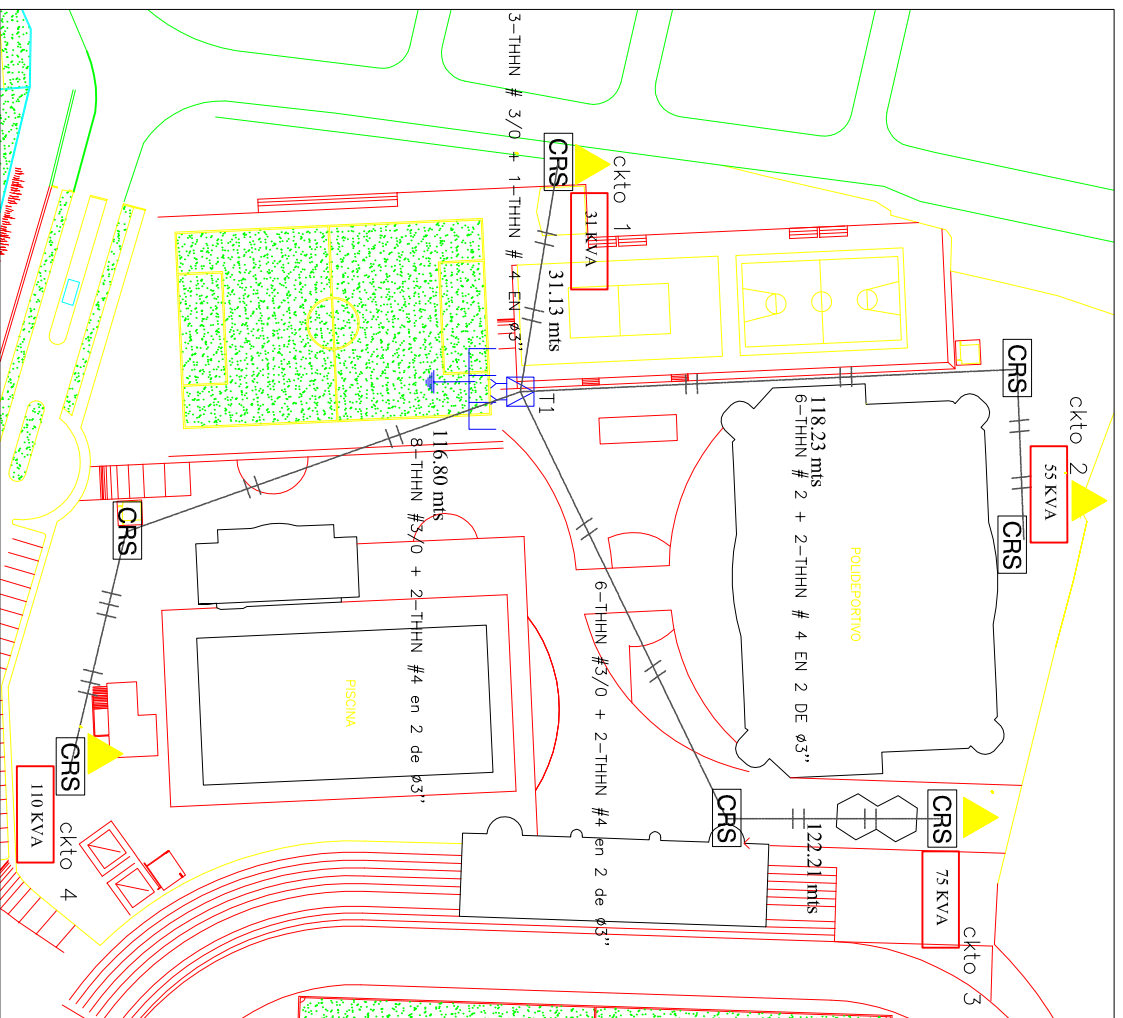 3-THHN # 3/0 + 1-THHN # 4 EN ø3"
CRS
ckto 1
31 KVA
31.13 mts
T1
CRS
ckto 2
55 KVA
CRS
118.23 mts
6-THHN # 2 + 2-THHN # 4 EN 2 DE ø3"
POLIDEPORTIVO
116.80 mts
8-THHN #3/0 + 2-THHN #4 en 2 de ø3"
6-THHN #3/0 + 2-THHN #4 en 2 de ø3"
CRS
PISCINA
CRS
110 KVA
ckto 4
CRS
122.21 mts
CRS
75 KVA
ckto 3